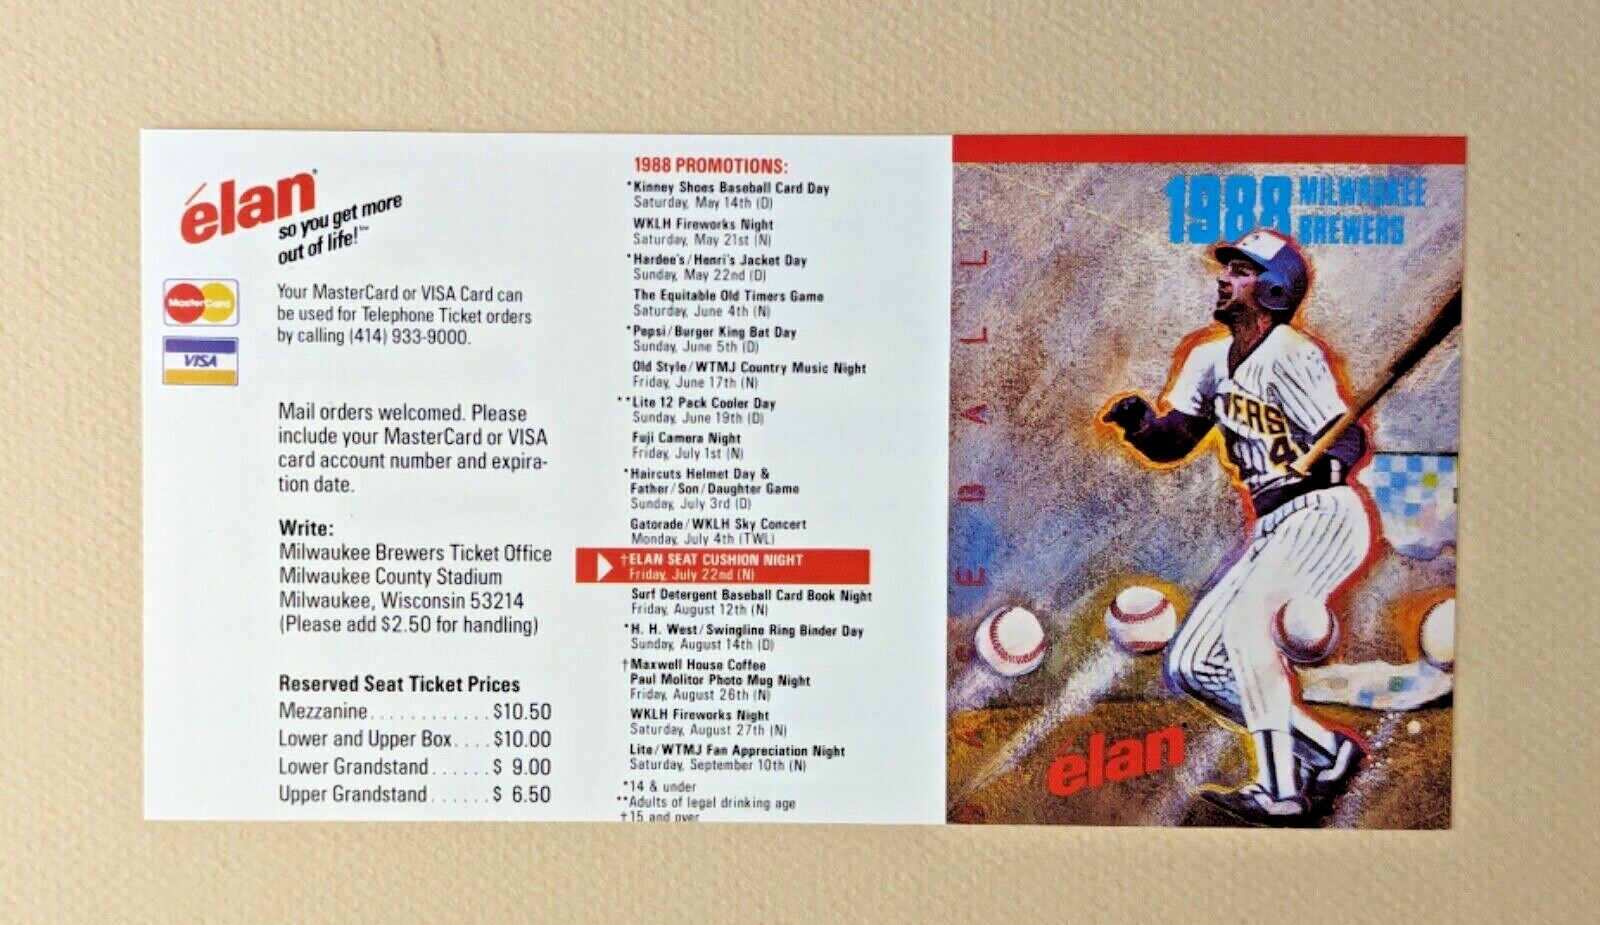 élan
so you get more
out of life!℠
MasterCard
VISA
Your MasterCard or VISA Card can
be used for Telephone Ticket orders
by calling (414) 933-9000.
Mail orders welcomed. Please
include your MasterCard or VISA
card account number and expira-
tion date.
Write:
Milwaukee Brewers Ticket Office
Milwaukee County Stadium
Milwaukee, Wisconsin 53214
(Please add $2.50 for handling)
Reserved Seat Ticket Prices
Mezzanine............$10.50
Lower and Upper Box....$10.00
Lower Grandstand......$ 9.00
Upper Grandstand......$ 6.50
1988 PROMOTIONS:
*Kinney Shoes Baseball Card Day
Saturday, May 14th (D)
WKLH Fireworks Night
Saturday, May 21st (N)
*Hardee's/Henri's Jacket Day
Sunday, May 22nd (D)
The Equitable Old Timers Game
Saturday, June 4th (N)
*Pepsi/Burger King Bat Day
Sunday, June 5th (D)
Old Style/WTMJ Country Music Night
Friday, June 17th (N)
**Lite 12 Pack Cooler Day
Sunday, June 19th (D)
Fuji Camera Night
Friday, July 1st (N)
*Haircuts Helmet Day &
Father/Son/Daughter Game
Sunday, July 3rd (D)
Gatorade/WKLH Sky Concert
Monday, July 4th (TWL)
†ELAN SEAT CUSHION NIGHT
Friday, July 22nd (N)
Surf Detergent Baseball Card Book Night
Friday, August 12th (N)
*H. H. West/Swingline Ring Binder Day
Sunday, August 14th (D)
†Maxwell House Coffee
Paul Molitor Photo Mug Night
Friday, August 26th (N)
WKLH Fireworks Night
Saturday, August 27th (N)
Lite/WTMJ Fan Appreciation Night
Saturday, September 10th (N)
*14 & under
**Adults of legal drinking age
†15 and over
1988 MILWAUKEE
BREWERS
BASEBALL
WERS
4
élan